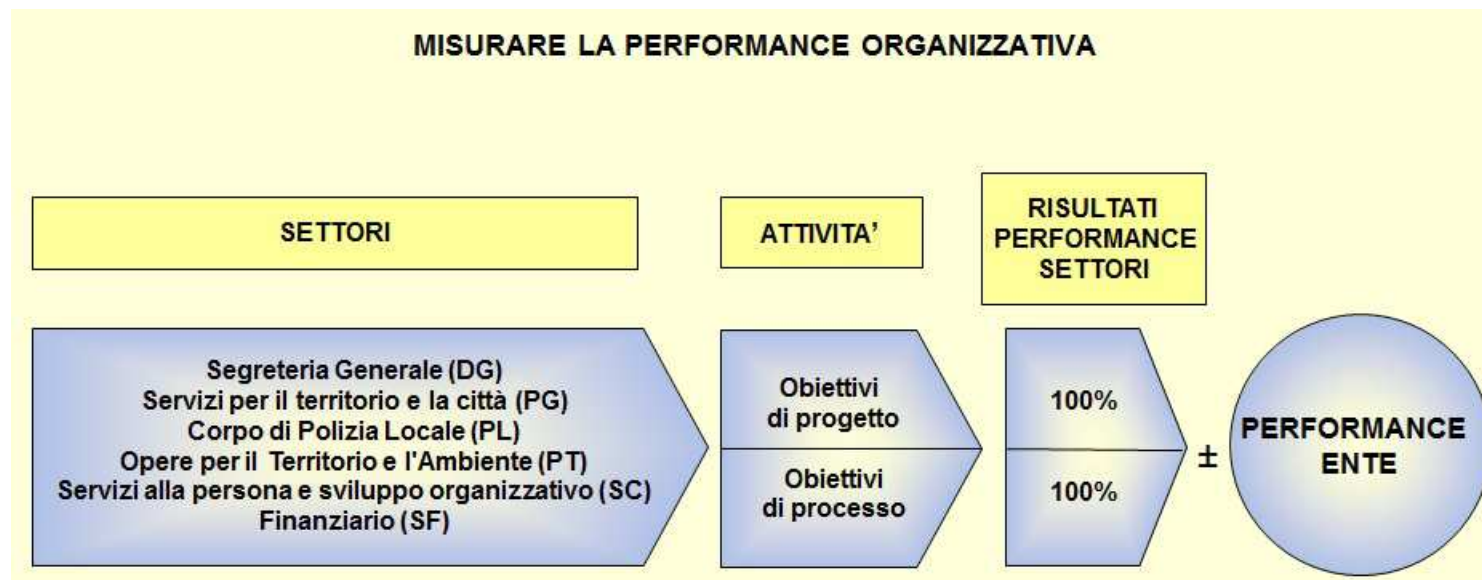 MISURARE LA PERFORMANCE ORGANIZZATIVA
SETTORI
ATTIVITA’
RISULTATI
PERFORMANCE
SETTORI
Segreteria Generale (DG)
Servizi per il territorio e la città (PG)
Corpo di Polizia Locale (PL)
Opere per il Territorio e l'Ambiente (PT)
Servizi alla persona e sviluppo organizzativo (SC)
Finanziario (SF)
Obiettivi
di progetto
Obiettivi
di processo
100%
100%
±
PERFORMANCE
ENTE